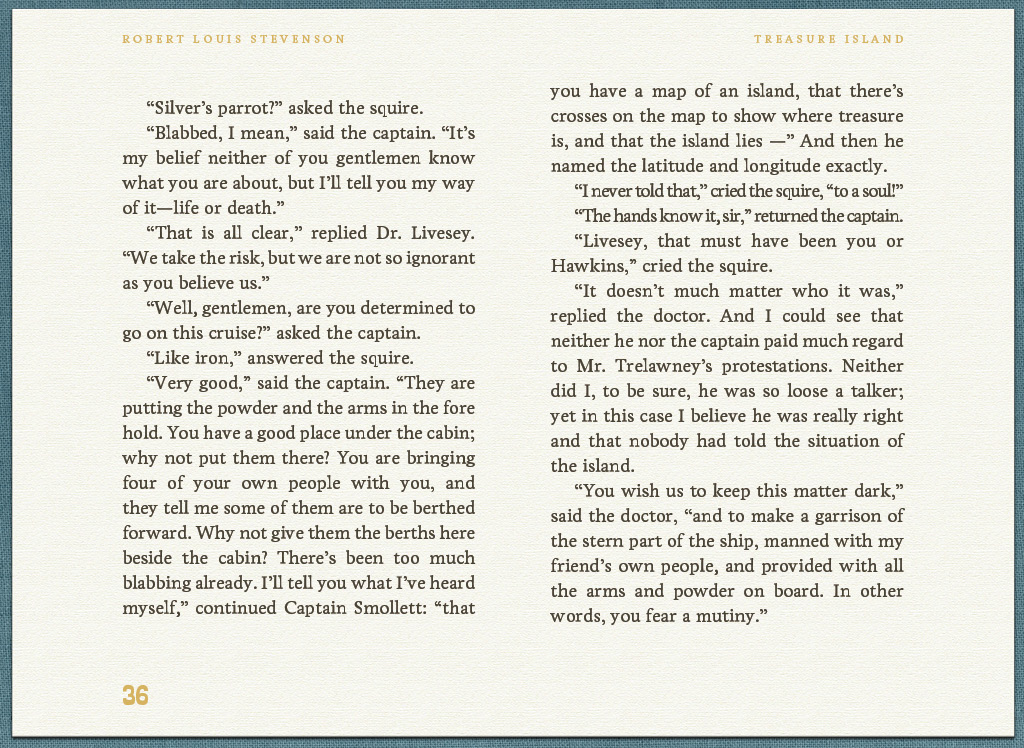 ROBERT LOUIS STEVENSON
TREASURE ISLAND
“Silver’s parrot?” asked the squire.
“Blabbed, I mean,” said the captain. “It’s
my belief neither of you gentlemen know
what you are about, but I’ll tell you my way
of it—life or death.”
“That is all clear,” replied Dr. Livesey.
“We take the risk, but we are not so ignorant
as you believe us.”
“Well, gentlemen, are you determined to
go on this cruise?” asked the captain.
“Like iron,” answered the squire.
“Very good,” said the captain. “They are
putting the powder and the arms in the fore
hold. You have a good place under the cabin;
why not put them there? You are bringing
four of your own people with you, and
they tell me some of them are to be berthed
forward. Why not give them the berths here
beside the cabin? There’s been too much
blabbing already. I’ll tell you what I’ve heard
myself,” continued Captain Smollett: “that
you have a map of an island, that there’s
crosses on the map to show where treasure
is, and that the island lies —” And then he
named the latitude and longitude exactly.
“I never told that,” cried the squire, “to a soul!”
“The hands know it, sir,” returned the captain.
“Livesey, that must have been you or
Hawkins,” cried the squire.
“It doesn’t much matter who it was,”
replied the doctor. And I could see that
neither he nor the captain paid much regard
to Mr. Trelawney’s protestations. Neither
did I, to be sure, he was so loose a talker;
yet in this case I believe he was really right
and that nobody had told the situation of
the island.
“You wish us to keep this matter dark,”
said the doctor, “and to make a garrison of
the stern part of the ship, manned with my
friend’s own people, and provided with all
the arms and powder on board. In other
words, you fear a mutiny.”
36